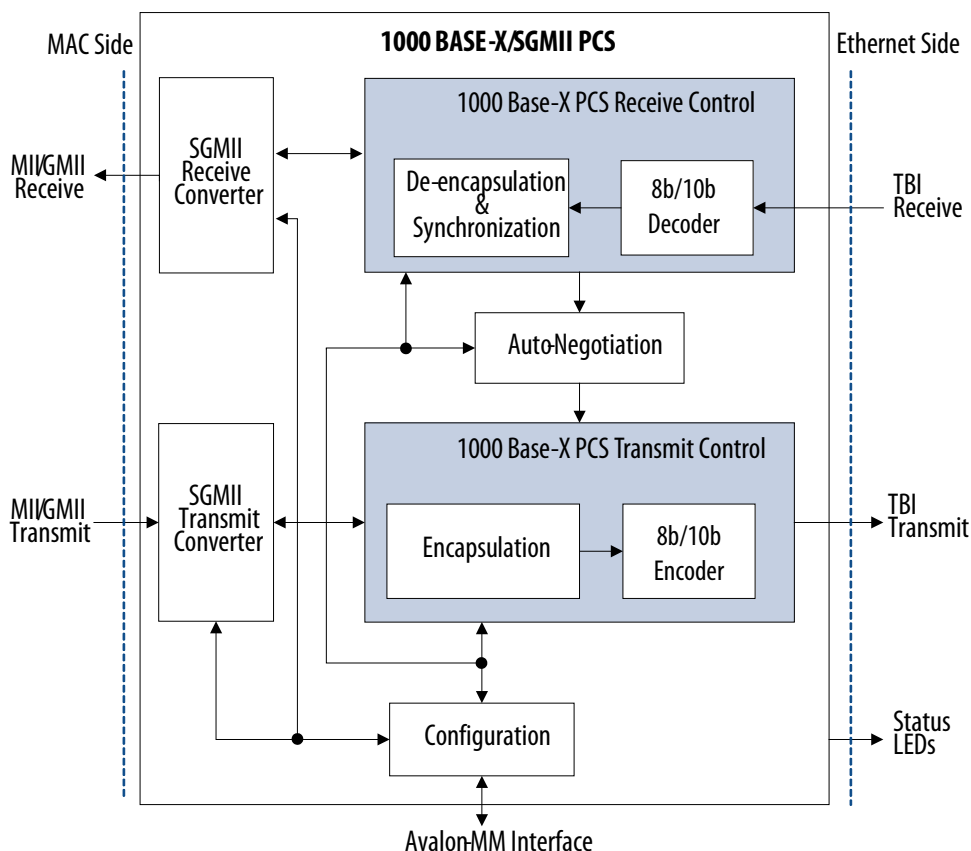 MAC Side
1000 BASE-X/SGMII PCS
Ethernet Side
1000 Base-X PCS Receive Control
MII/GMII
Receive
SGMII
Receive
Converter
De-encapsulation
&
Synchronization
8b/10b
Decoder
TBI
Receive
Auto-Negotiation
1000 Base-X PCS Transmit Control
MII/GMII
Transmit
SGMII
Transmit
Converter
Encapsulation
8b/10b
Encoder
TBI
Transmit
Configuration
Status
LEDs
Avalon-MM Interface